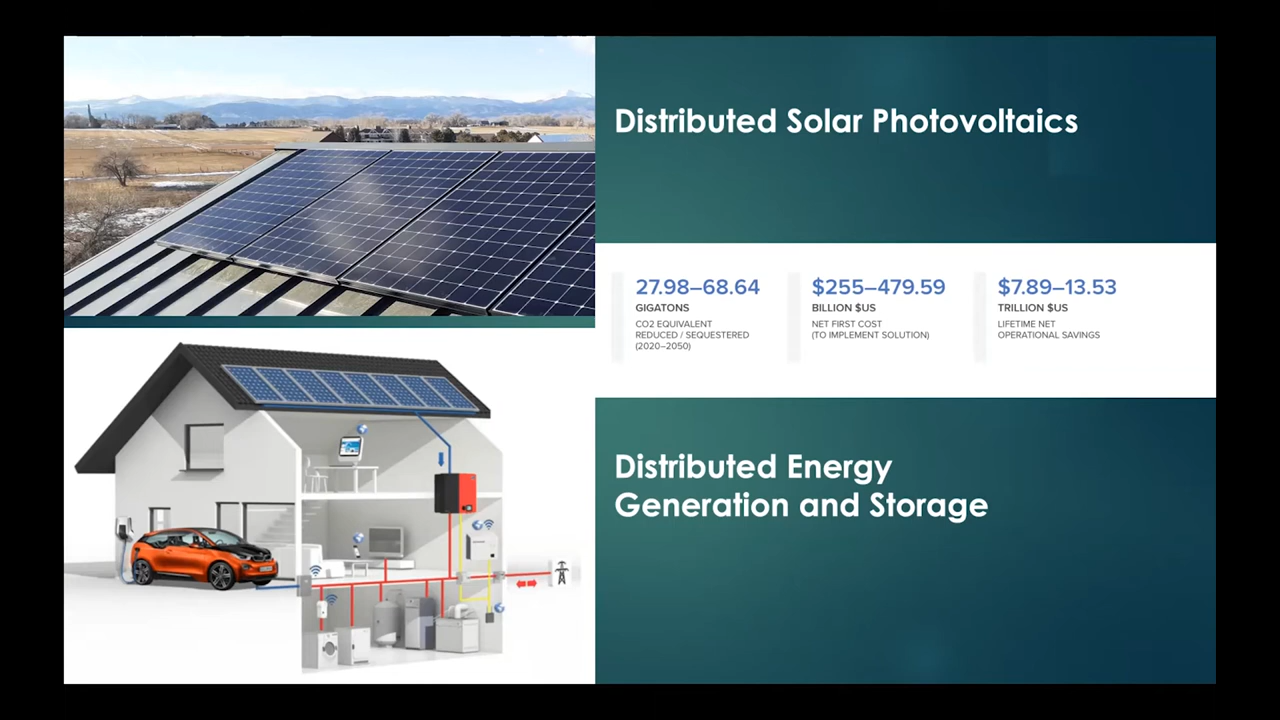 Distributed Solar Photovoltaics
27.98–68.64
GIGATONS
CO2 EQUIVALENT
REDUCED / SEQUESTERED
(2020–2050)
$255–479.59
BILLION $US
NET FIRST COST
(TO IMPLEMENT SOLUTION)
$7.89–13.53
TRILLION $US
LIFETIME NET
OPERATIONAL SAVINGS
Distributed Energy
Generation and Storage